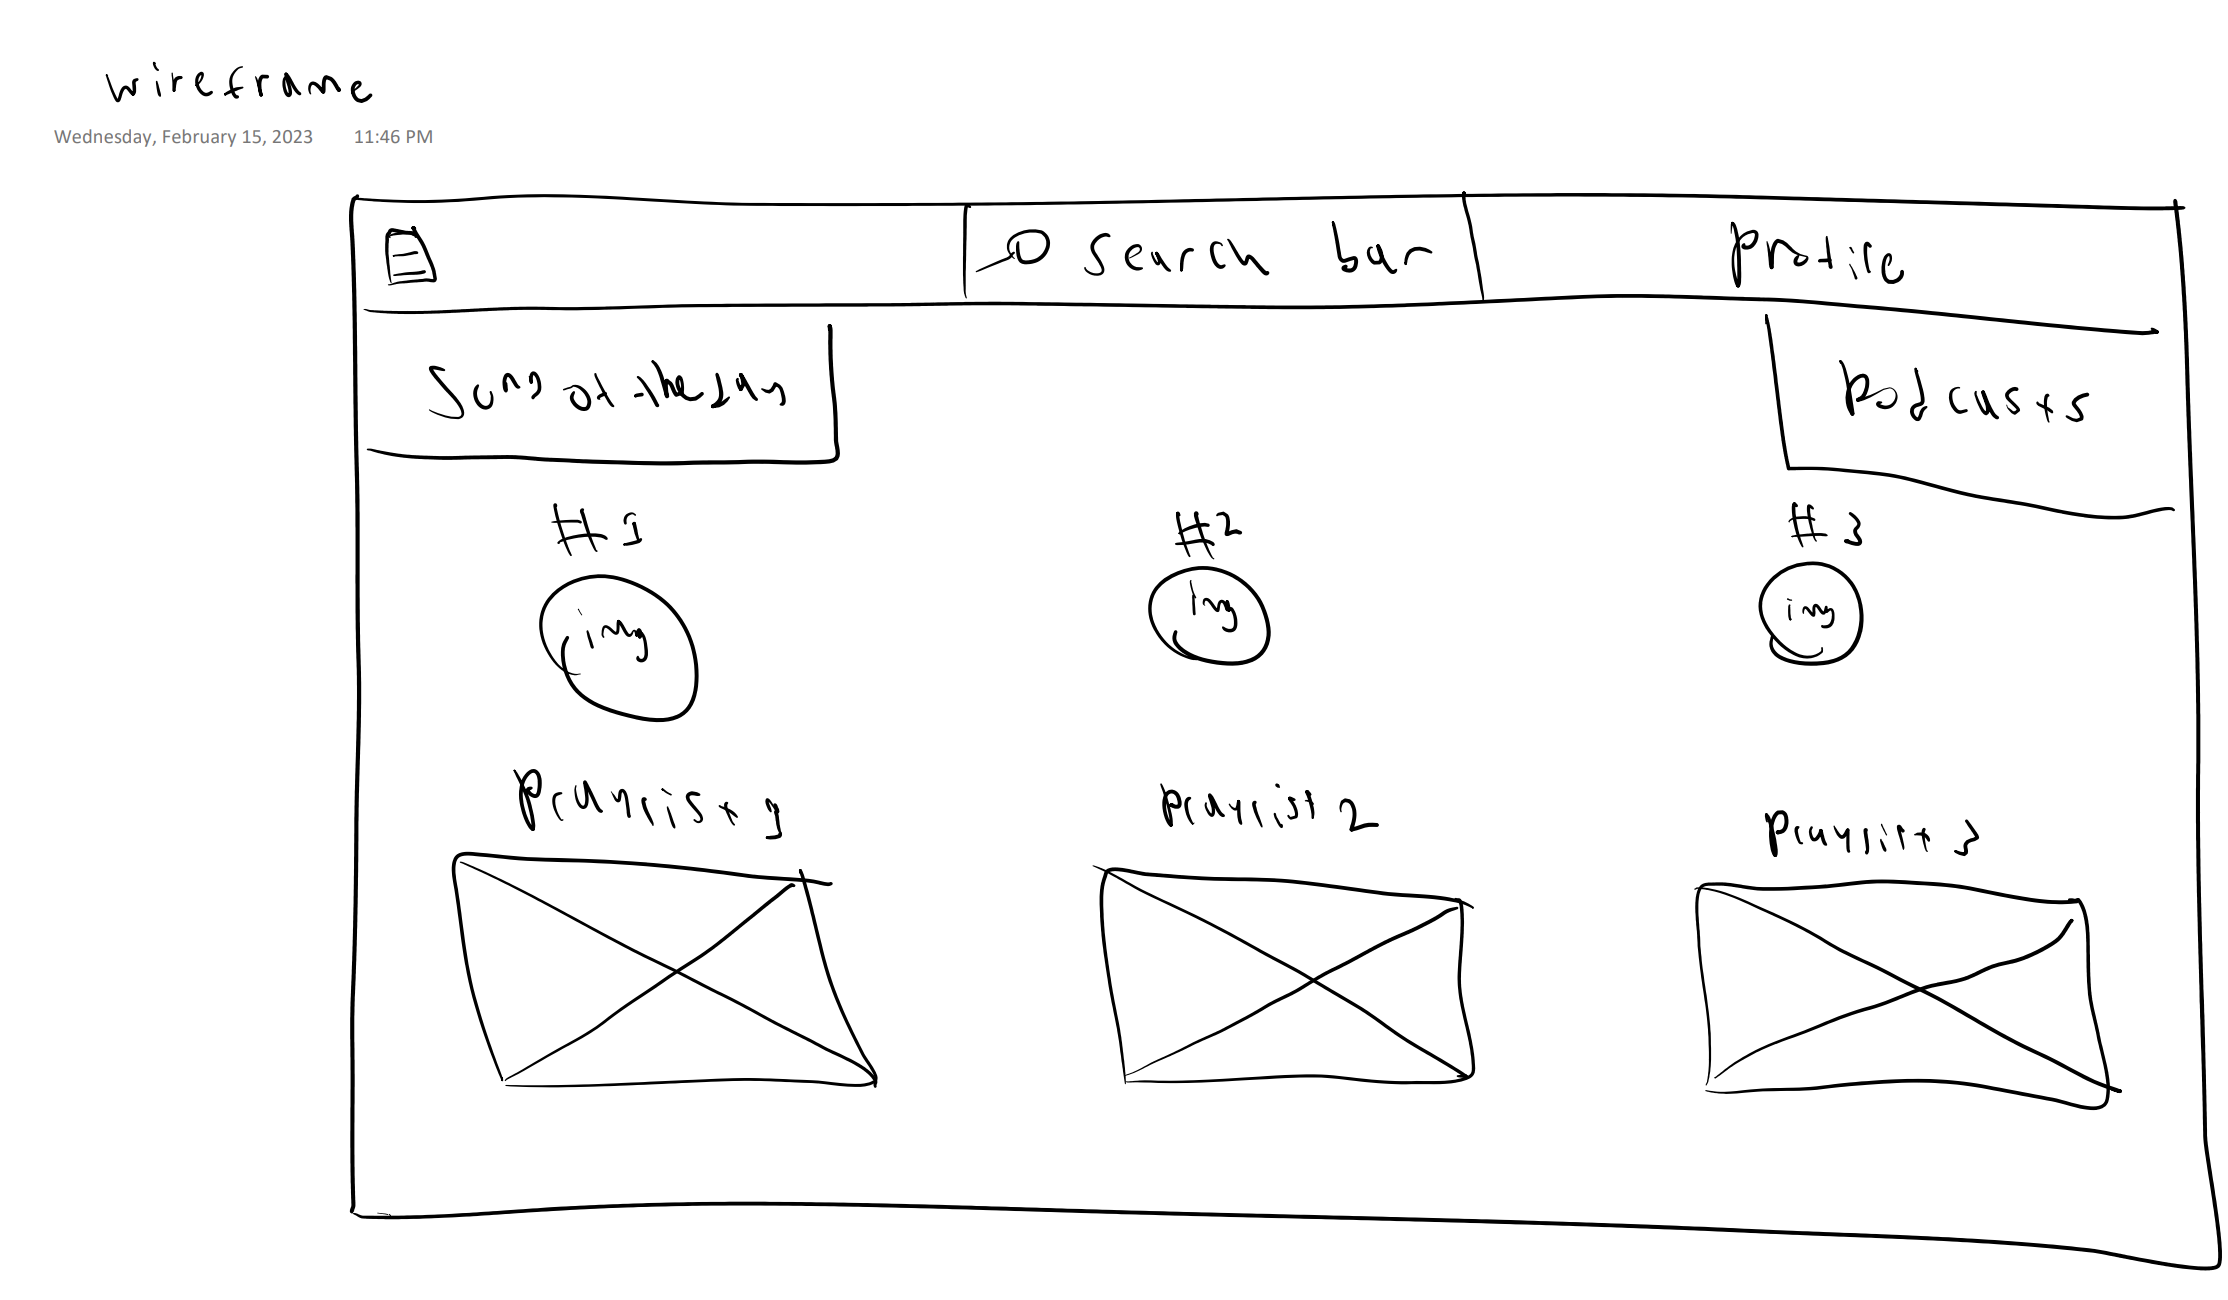 wireframe
Wednesday, February 15, 2023 11:46 PM
search bar profile
Song of the day Podcasts
#1 #2 #3
img img img
Playlist 1 Playlist 2 Playlist 3